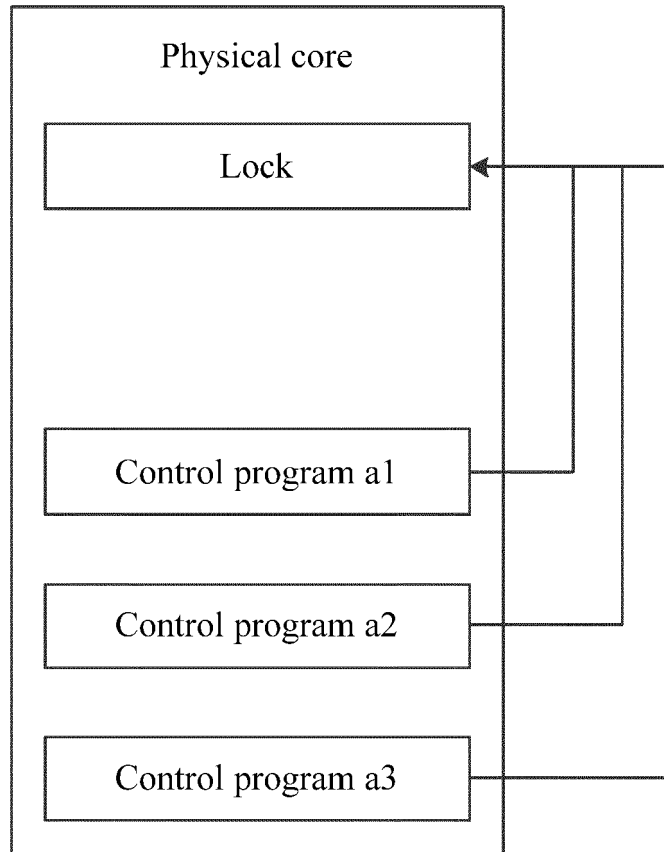 Physical core
Lock
Control program a1
Control program a2
Control program a3